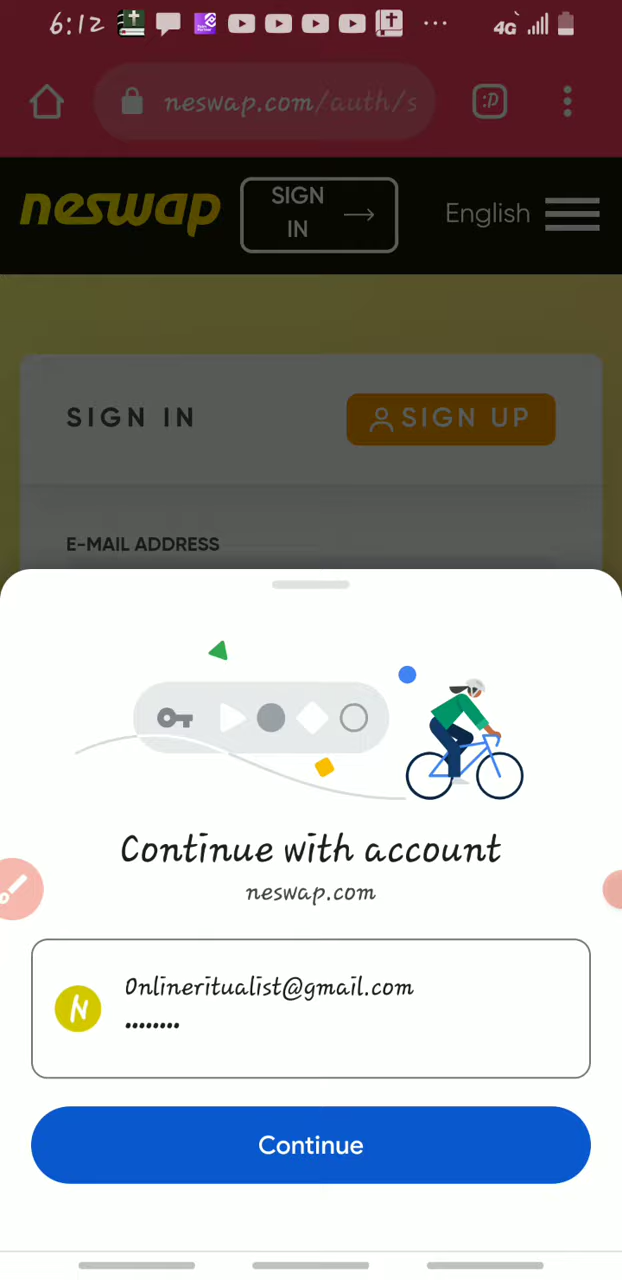 6:12
4G
neswap.com/auth/s
:D
neswap
SIGN
IN
English
SIGN IN
SIGN UP
E-MAIL ADDRESS
Continue with account
neswap.com
N
Onlineritualist@gmail.com
••••••••
Continue